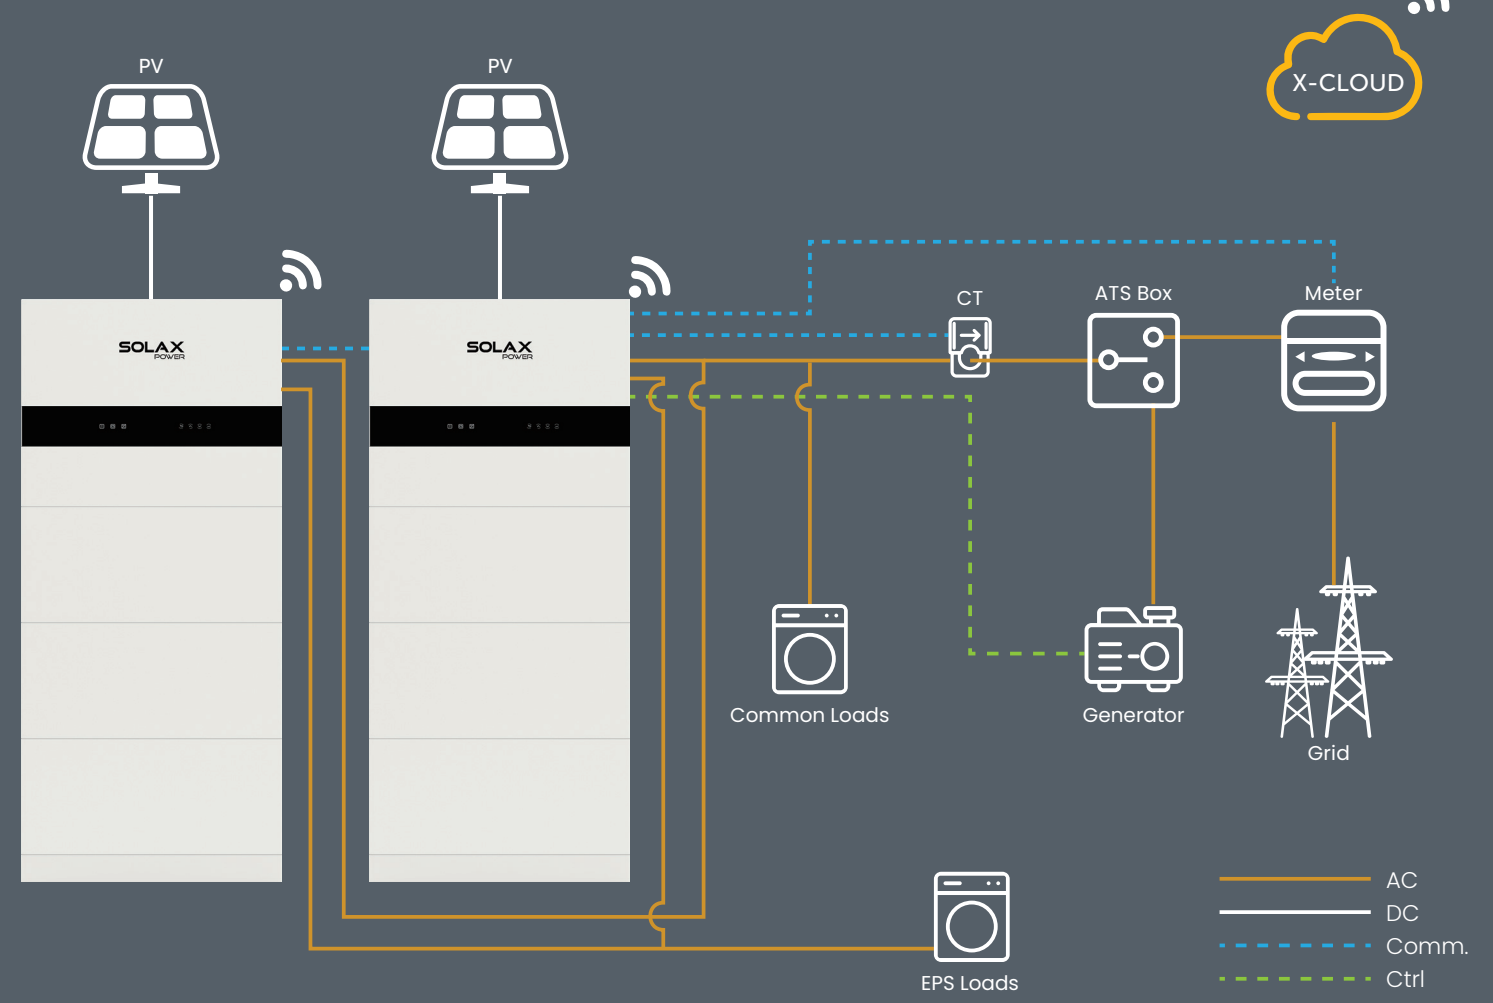 PV
PV
X-CLOUD
SOLAX
POWER
SOLAX
POWER
CT
ATS Box
Meter
Common Loads
Generator
Grid
EPS Loads
AC
DC
Comm.
Ctrl